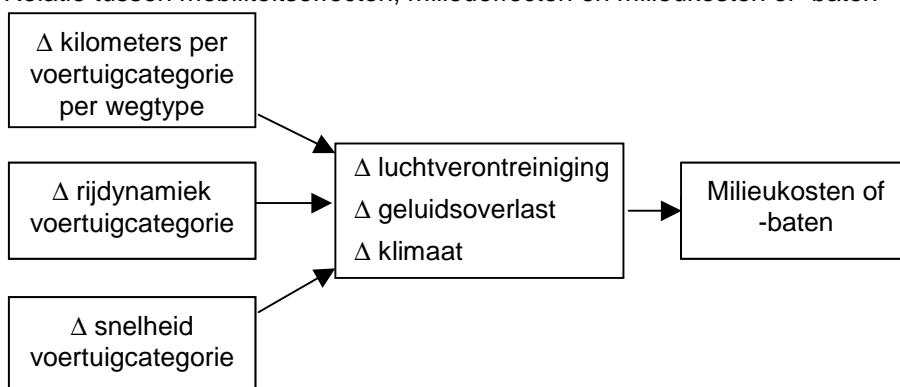 Relatie tussen mobiliteitseffecten, milieueffecten en milieukosten of -baten
Δ kilometers per
voertuigcategorie
per wegtype
Δ rijdynamiek
voertuigcategorie
Δ snelheid
voertuigcategorie
Δ luchtverontreiniging
Δ geluidsoverlast
Δ klimaat
Milieukosten of
-baten